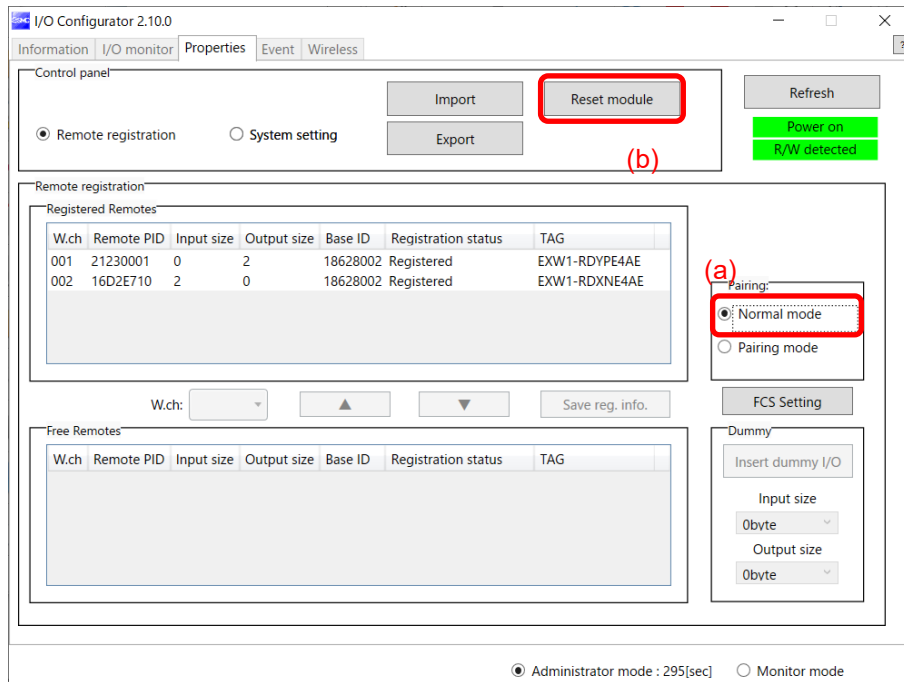 I/O Configurator 2.10.0
Information I/O monitor Properties Event Wireless ?
Control panel
Import Reset module Refresh
Remote registration System setting Export Power on
(b) R/W detected
Remote registration
Registered Remotes
W.ch Remote PID Input size Output size Base ID Registration status TAG
001 21230001 0 2 18628002 Registered EXW1-RDYPE4AE
002 16D2E710 2 0 18628002 Registered EXW1-RDXNE4AE
(a)
Pairing:
Normal mode
Pairing mode
W.ch: ▲ ▼ Save reg. info. FCS Setting
Free Remotes Dummy
W.ch Remote PID Input size Output size Base ID Registration status TAG Insert dummy I/O
Input size
0byte
Output size
0byte
Administrator mode : 295[sec] Monitor mode